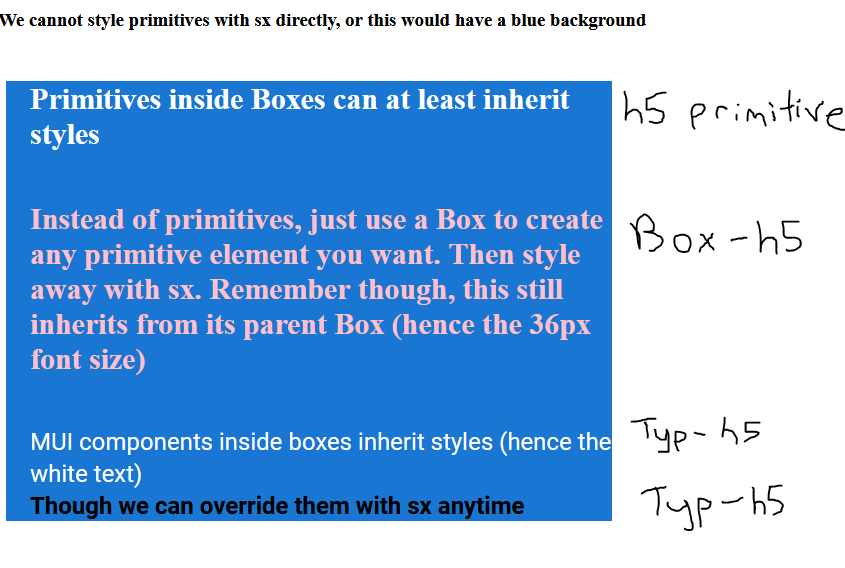 We cannot style primitives with sx directly, or this would have a blue background
Primitives inside Boxes can at least inherit
styles
h5 primitive
Instead of primitives, just use a Box to create
any primitive element you want. Then style
away with sx. Remember though, this still
inherits from its parent Box (hence the 36px
font size)
Box - h5
MUI components inside boxes inherit styles (hence the
white text)
Typ - h5
Though we can override them with sx anytime
Typ - h5